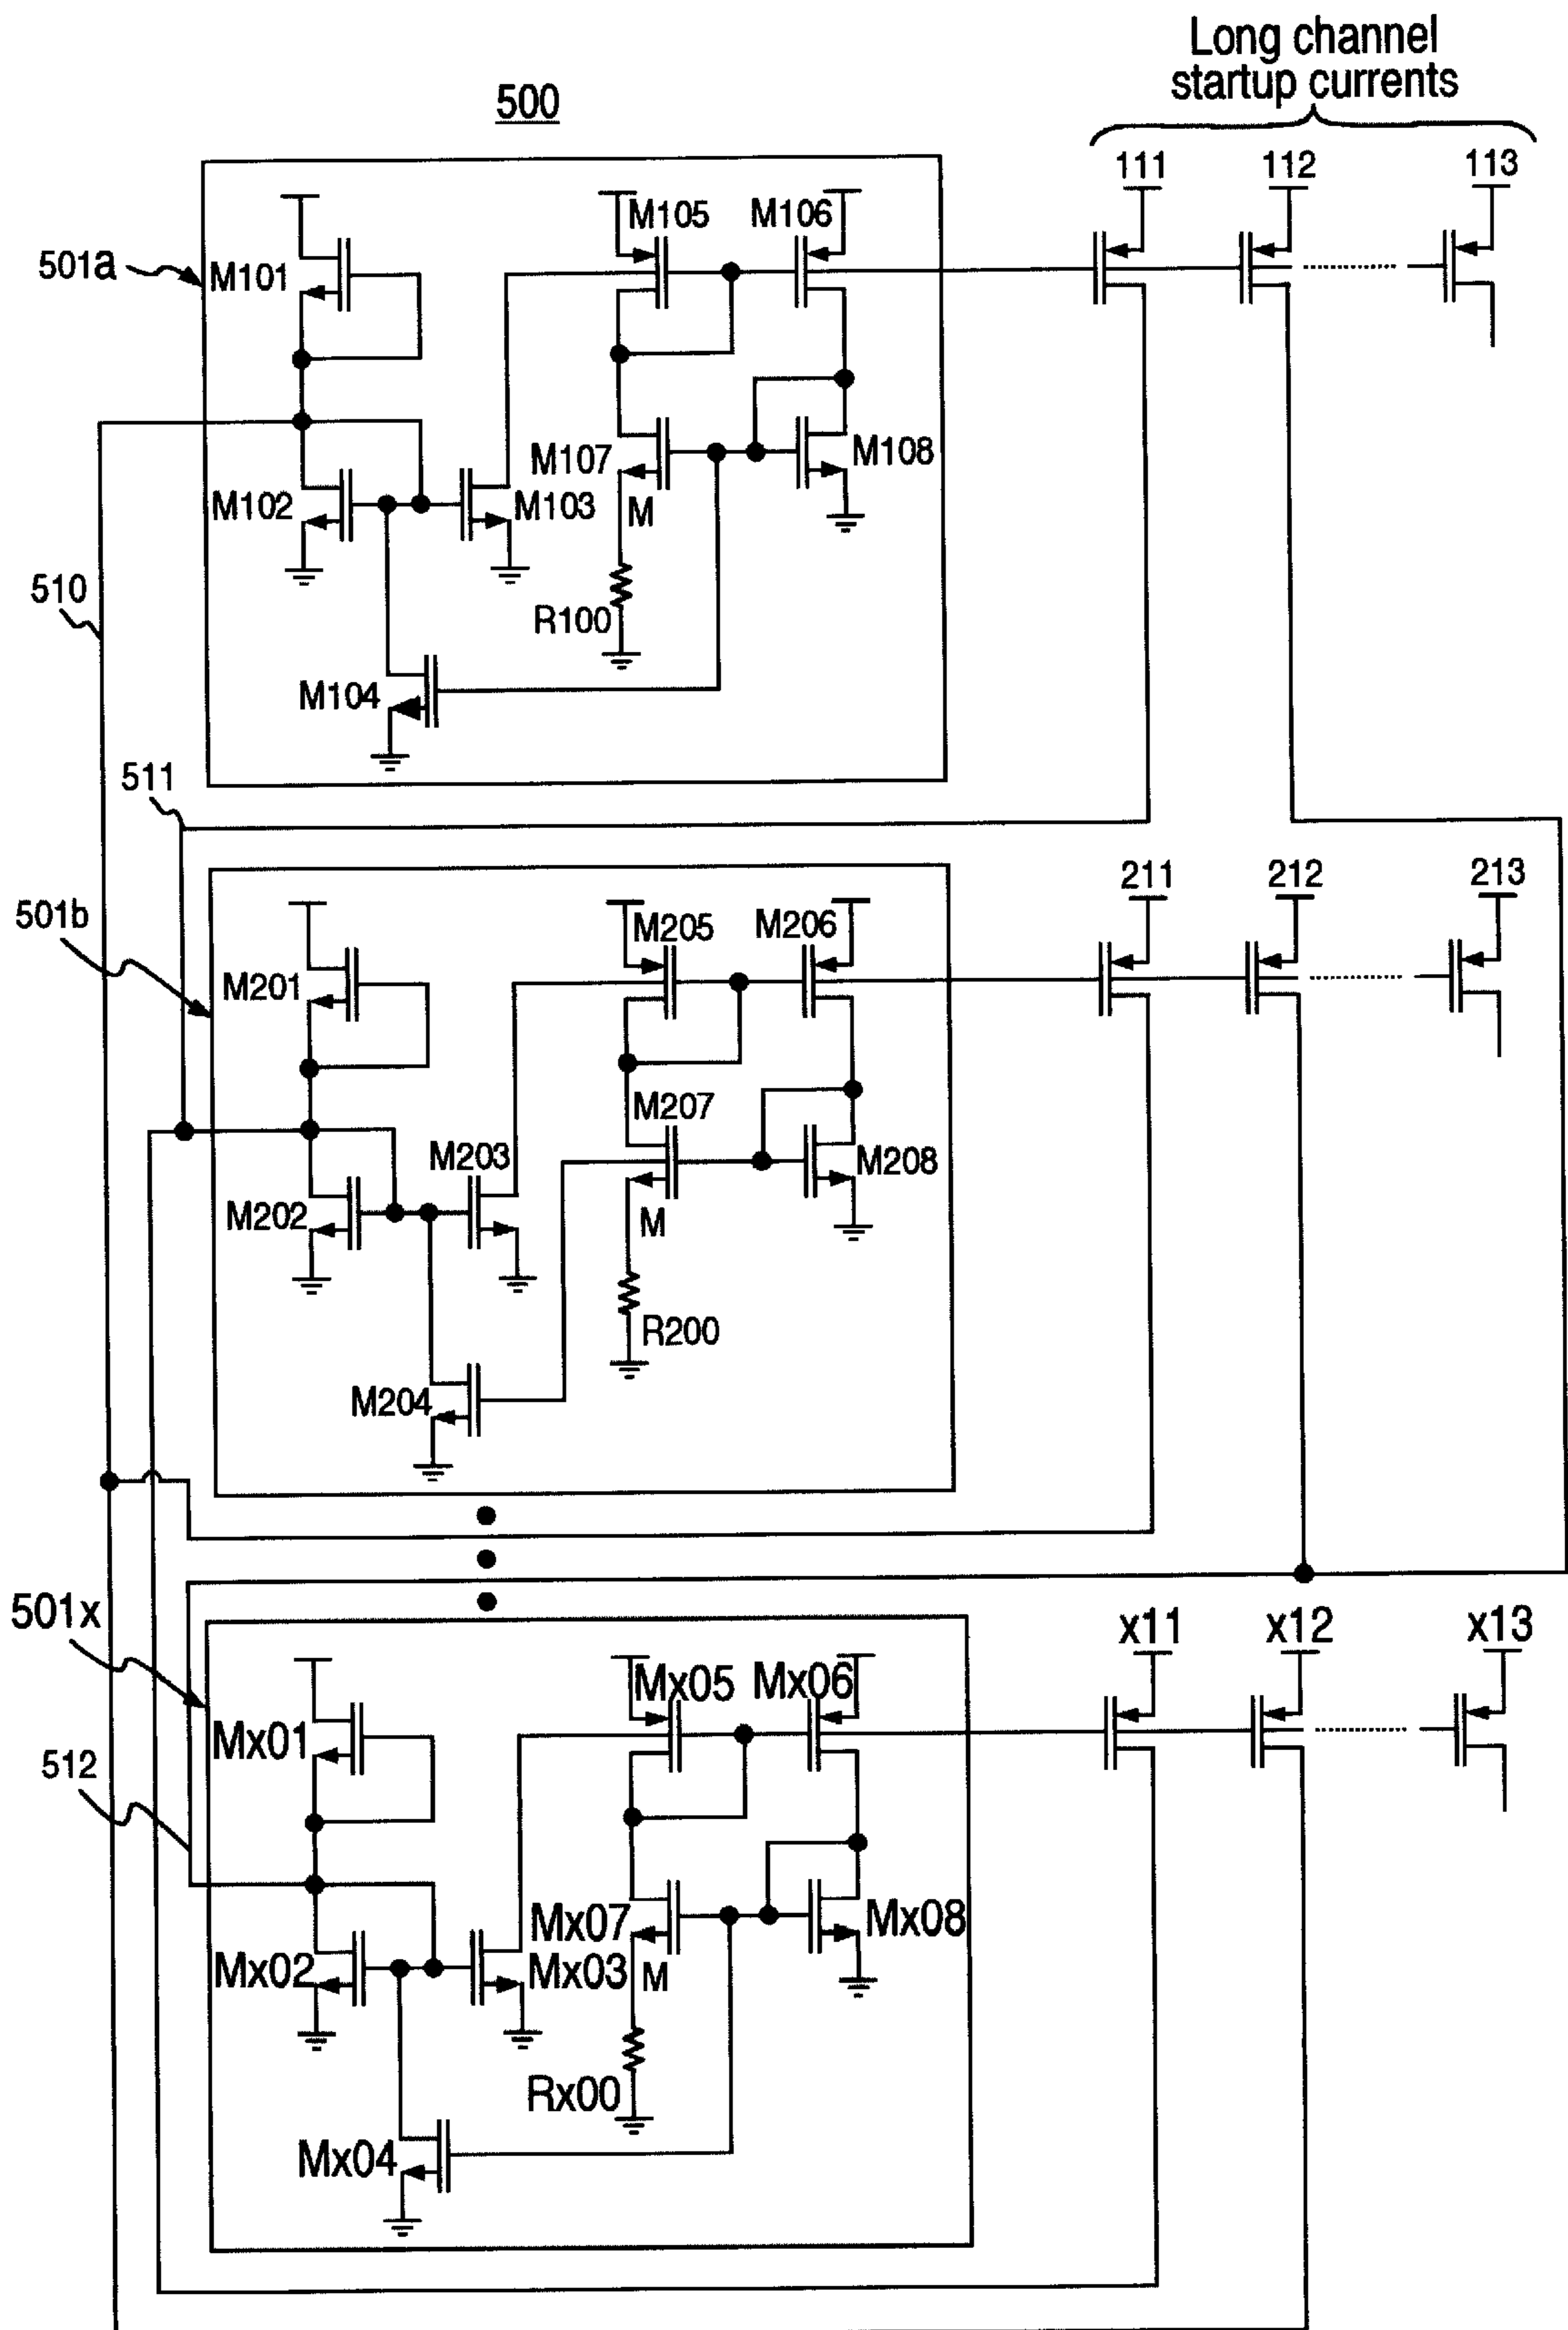 Long channel
startup currents
500
111
112
113
M105
M106
501a
M101
M107
M108
M102
M103
M
510
R100
M104
511
211
212
213
501b
M205
M206
M201
M207
M203
M208
M202
M
R200
M204
501x
x11
x12
x13
Mx05
Mx06
Mx01
512
Mx07
Mx08
Mx02
Mx03
M
Rx00
Mx04